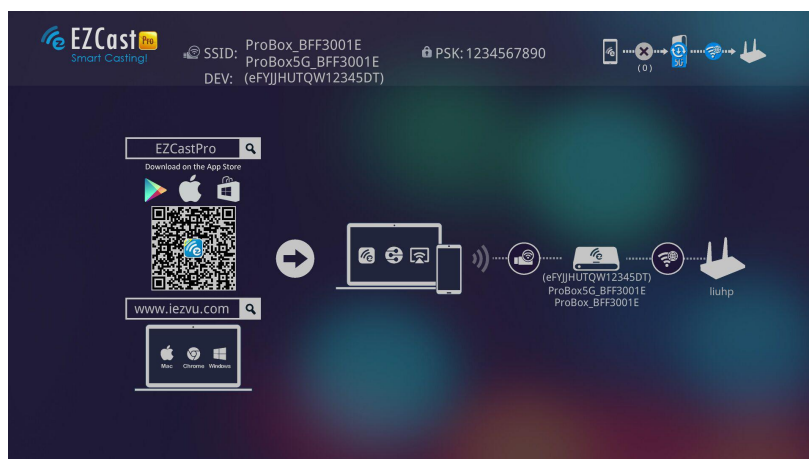 EZCast Pro
Smart Casting!
SSID: ProBox_BFF3001E
ProBox5G_BFF3001E
DEV: (eFYJJHUTQW12345DT)
PSK: 1234567890
(0)
5G
EZCastPro
Download on the App Store
www.iezvu.com
Mac Chrome Windows
(eFYJJHUTQW12345DT)
ProBox5G_BFF3001E
ProBox_BFF3001E
liuhp